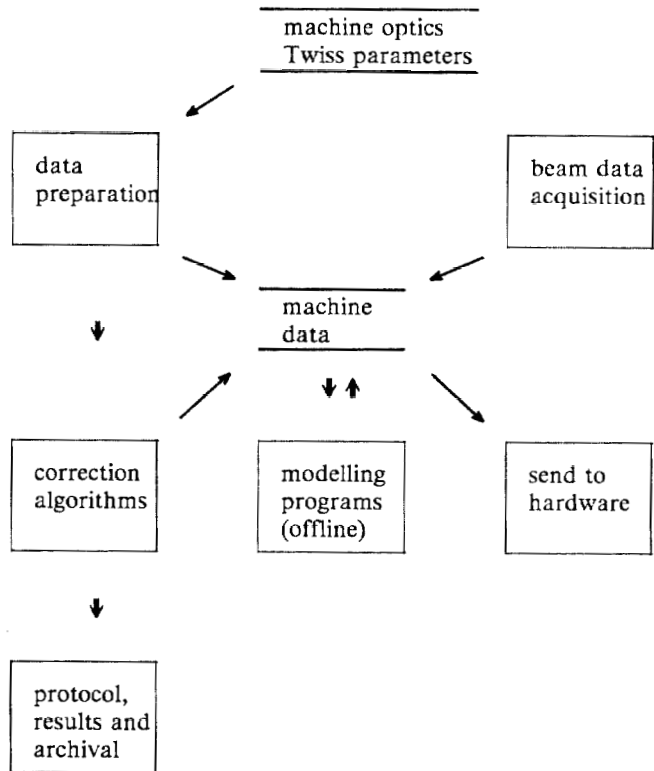 machine optics
Twiss parameters
data
preparation
beam data
acquisition
machine
data
correction
algorithms
modelling
programs
(offline)
send to
hardware
protocol,
results and
archival